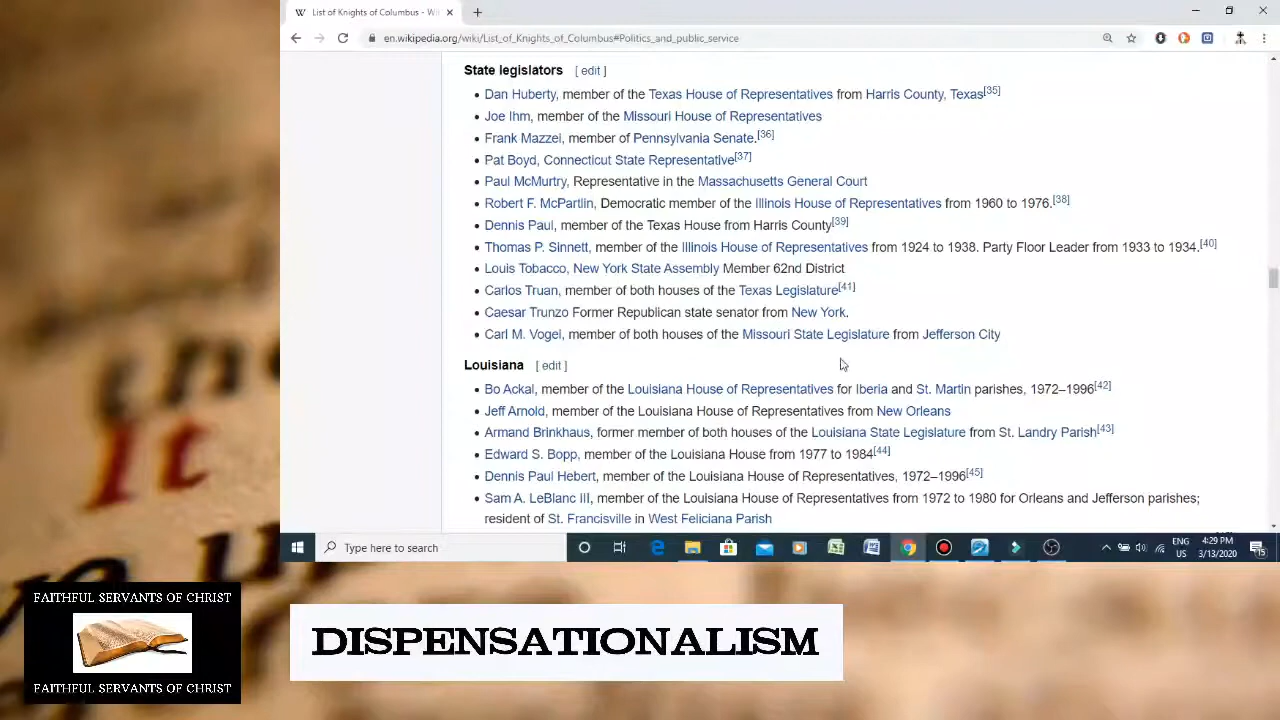 List of Knights of Columbus - Wi
en.wikipedia.org/wiki/List_of_Knights_of_Columbus#Politics_and_public_service
State legislators [ edit ]
• Dan Huberty, member of the Texas House of Representatives from Harris County, Texas[35]
• Joe Ihm, member of the Missouri House of Representatives
• Frank Mazzei, member of Pennsylvania Senate.[36]
• Pat Boyd, Connecticut State Representative[37]
• Paul McMurtry, Representative in the Massachusetts General Court
• Robert F. McPartlin, Democratic member of the Illinois House of Representatives from 1960 to 1976.[38]
• Dennis Paul, member of the Texas House from Harris County[39]
• Thomas P. Sinnett, member of the Illinois House of Representatives from 1924 to 1938. Party Floor Leader from 1933 to 1934.[40]
• Louis Tobacco, New York State Assembly Member 62nd District
• Carlos Truan, member of both houses of the Texas Legislature[41]
• Caesar Trunzo Former Republican state senator from New York.
• Carl M. Vogel, member of both houses of the Missouri State Legislature from Jefferson City
Louisiana [ edit ]
• Bo Ackal, member of the Louisiana House of Representatives for Iberia and St. Martin parishes, 1972–1996[42]
• Jeff Arnold, member of the Louisiana House of Representatives from New Orleans
• Armand Brinkhaus, former member of both houses of the Louisiana State Legislature from St. Landry Parish[43]
• Edward S. Bopp, member of the Louisiana House from 1977 to 1984[44]
• Dennis Paul Hebert, member of the Louisiana House of Representatives, 1972–1996[45]
• Sam A. LeBlanc III, member of the Louisiana House of Representatives from 1972 to 1980 for Orleans and Jefferson parishes;
resident of St. Francisville in West Feliciana Parish
Type here to search
ENG
US
4:29 PM
3/13/2020
15
It
FAITHFUL SERVANTS OF CHRIST
FAITHFUL SERVANTS OF CHRIST
DISPENSATIONALISM